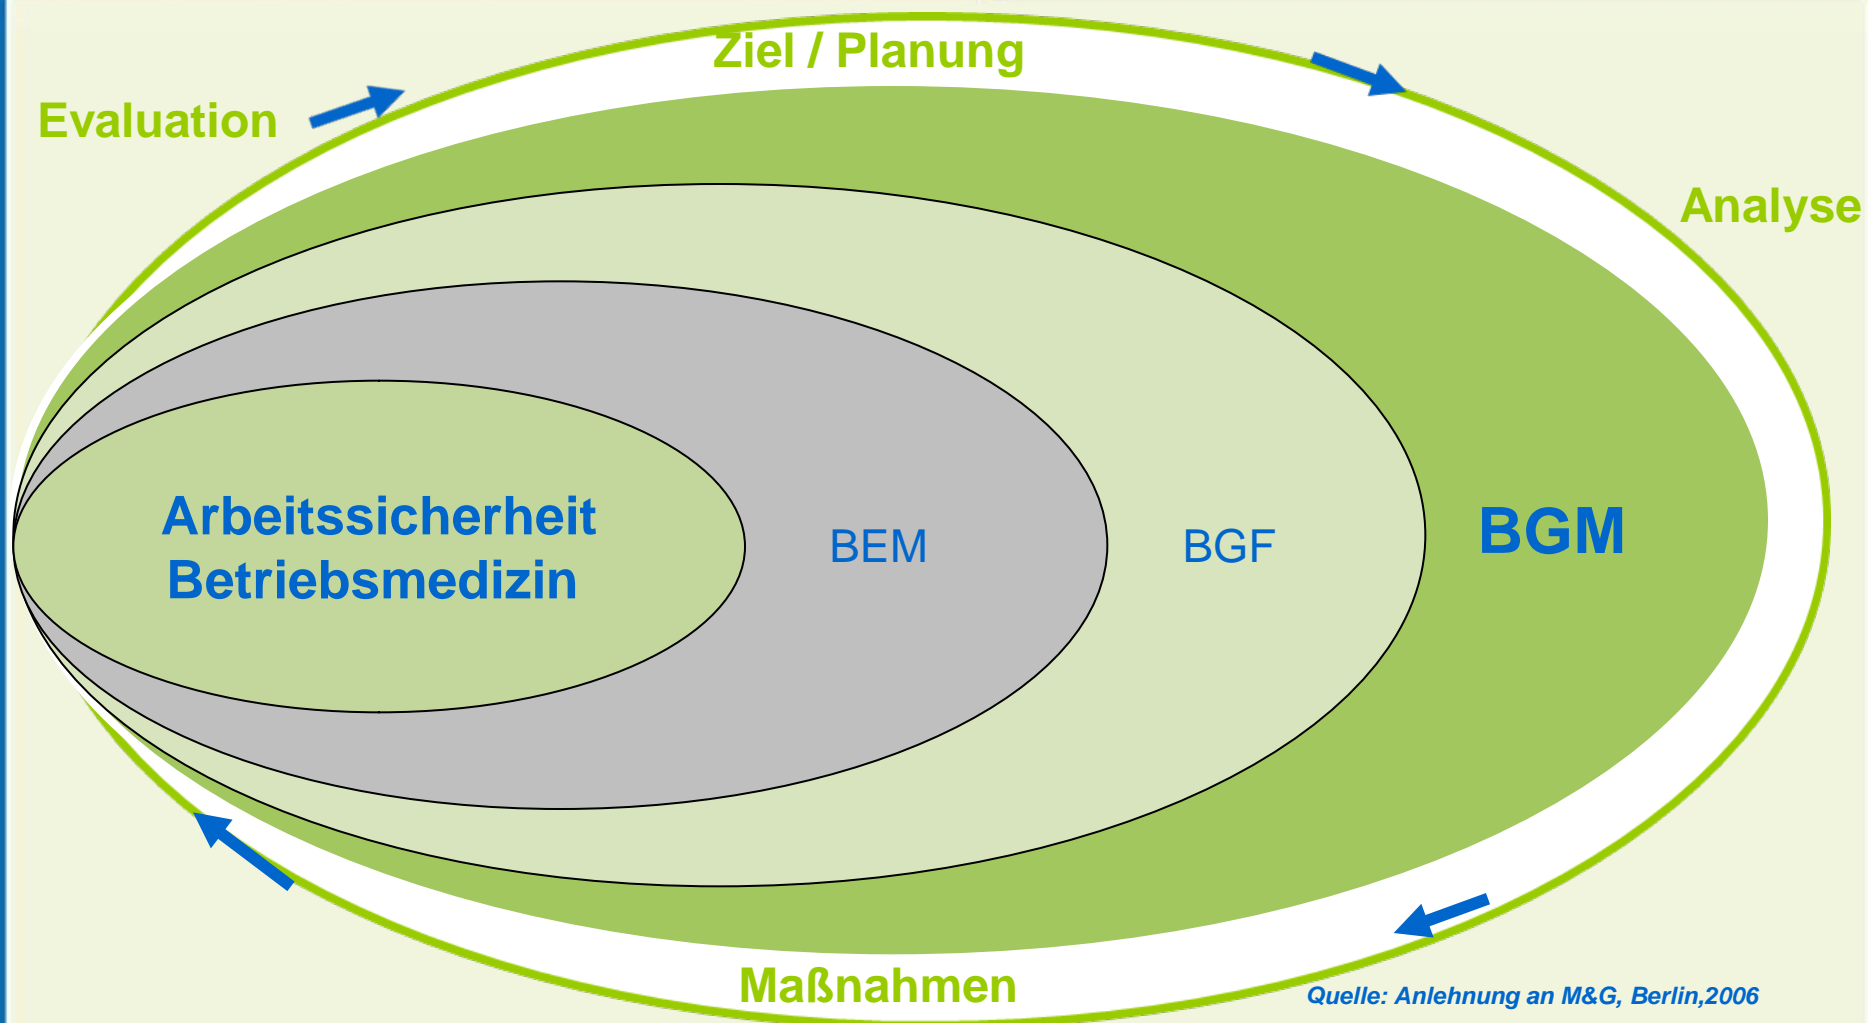 Ziel / Planung
Evaluation
Analyse
Arbeitssicherheit
Betriebsmedizin
BEM
BGF
BGM
Maßnahmen
Quelle: Anlehnung an M&G, Berlin,2006